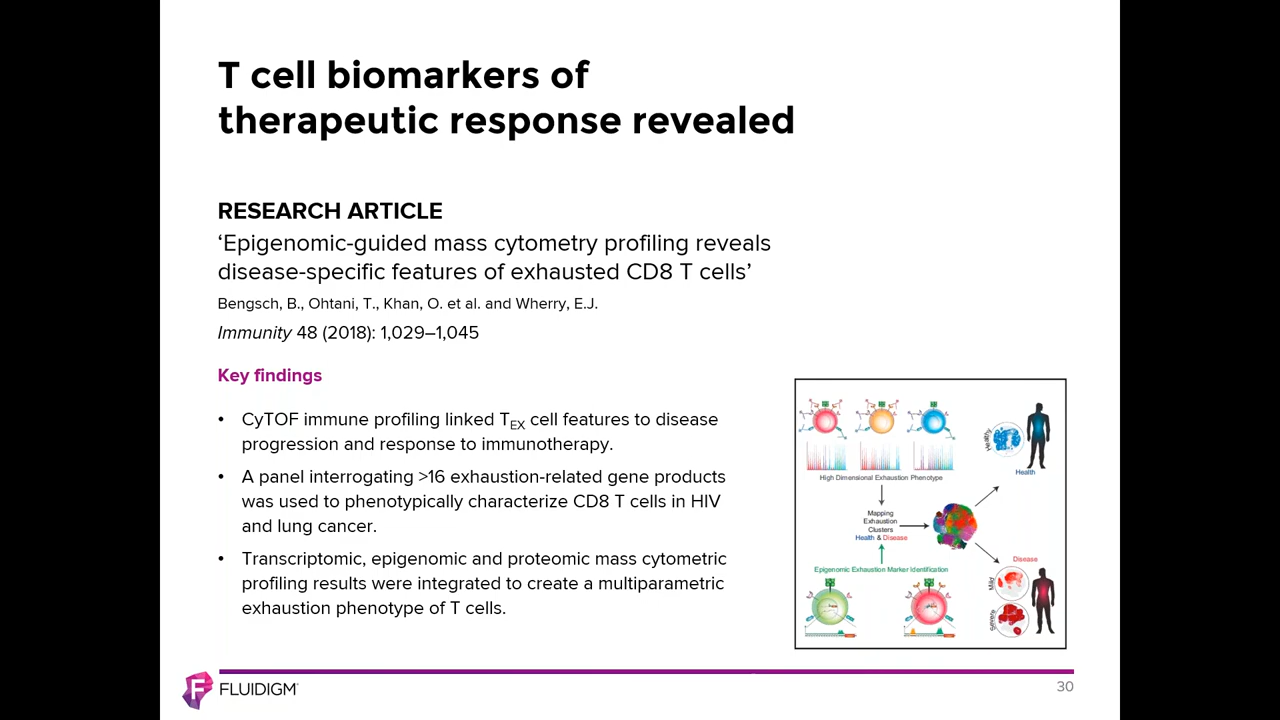 T cell biomarkers of
therapeutic response revealed
RESEARCH ARTICLE
‘Epigenomic-guided mass cytometry profiling reveals
disease-specific features of exhausted CD8 T cells’
Bengsch, B., Ohtani, T., Khan, O. et al. and Wherry, E.J.
Immunity 48 (2018): 1,029–1,045
Key findings
• CyTOF immune profiling linked TEX cell features to disease
progression and response to immunotherapy.
• A panel interrogating >16 exhaustion-related gene products
was used to phenotypically characterize CD8 T cells in HIV
and lung cancer.
• Transcriptomic, epigenomic and proteomic mass cytometric
profiling results were integrated to create a multiparametric
exhaustion phenotype of T cells.
High Dimensional Exhaustion Phenotype
Mapping
Exhaustion
Clusters
Health & Disease
Epigenomic Exhaustion Marker Identification
Healthy
Health
Disease
Mild
Severe
FLUIDIGM
30